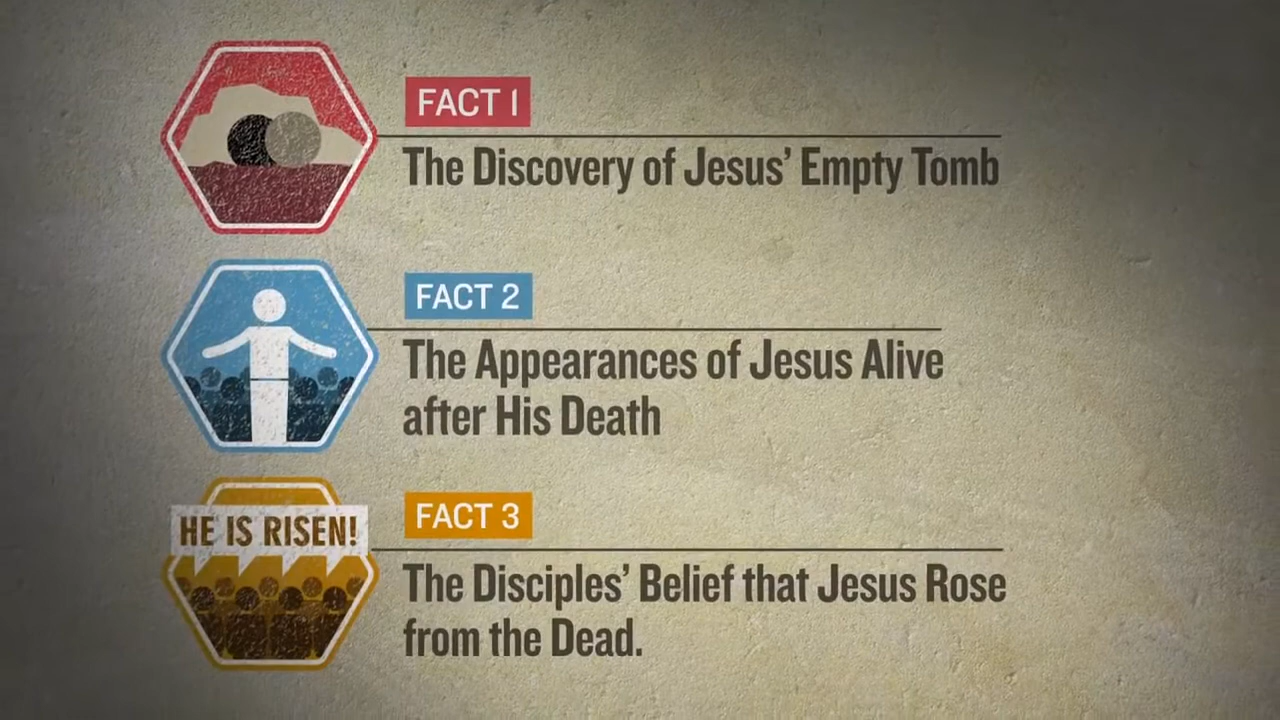 FACT 1
The Discovery of Jesus’ Empty Tomb
FACT 2
The Appearances of Jesus Alive
after His Death
HE IS RISEN!
FACT 3
The Disciples’ Belief that Jesus Rose
from the Dead.